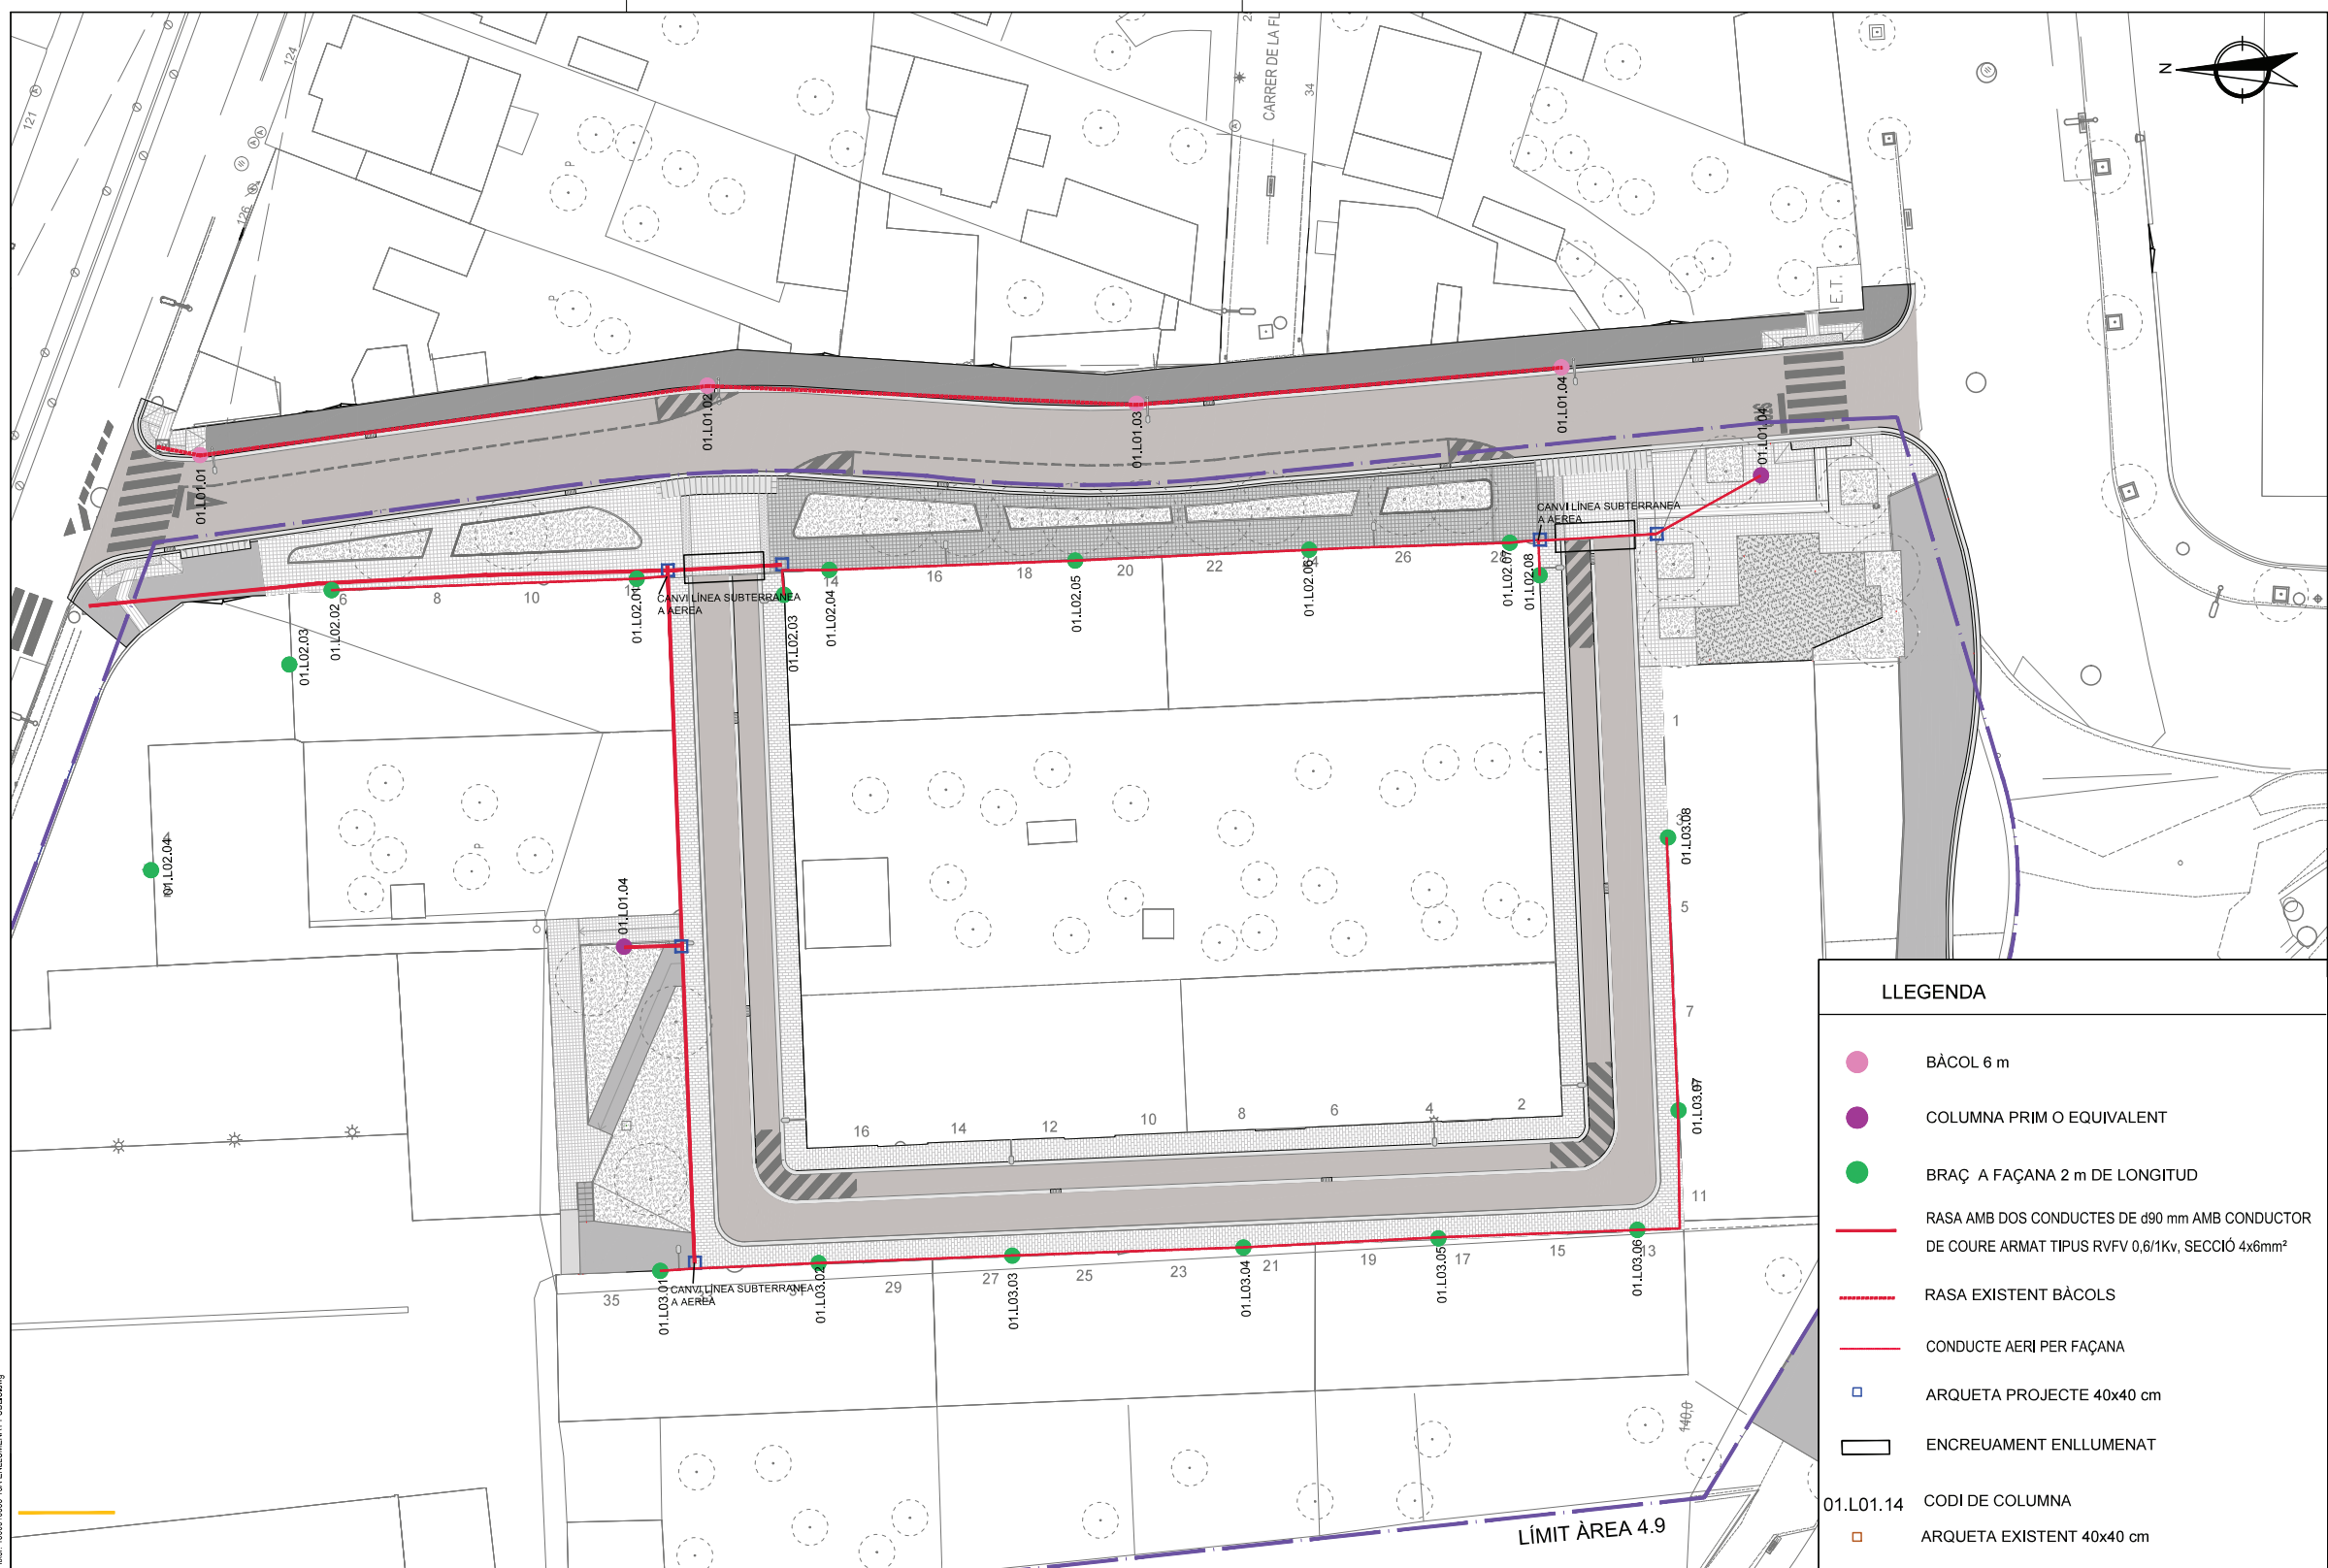 121
124
126
P
P
P
CARRER DE LA FL
34
N
E.T.
01.L01.01
01.L01.02
01.L01.03
01.L01.04
01.L01.04
CANVI LÍNEA SUBTERRANEA
A AEREA
01.L02.03
01.L02.02
6
8
10
01.L02.01
CANVI LÍNEA SUBTERRANEA
A AEREA
01.L02.03
01.L02.04
14
16
18
01.L02.05
20
22
01.L02.06
26
28
01.L02.07
01.L02.08
01.L02.04
4
01.L01.04
1
01.L03.08
5
7
01.L03.07
11
16
14
12
10
8
6
4
2
01.L03.01
CANVI LÍNEA SUBTERRANEA
A AEREA
01.L03.02
01.L03.03
01.L03.04
01.L03.05
01.L03.06
35
29
27
25
23
21
19
17
15
13
140,0
LÍMIT ÀREA 4.9
LLEGENDA
BÀCOL 6 m
COLUMNA PRIM O EQUIVALENT
BRAÇ A FAÇANA 2 m DE LONGITUD
RASA AMB DOS CONDUCTES DE d90 mm AMB CONDUCTOR
DE COURE ARMAT TIPUS RVFV 0,6/1Kv, SECCIÓ 4x6mm²
RASA EXISTENT BÀCOLS
CONDUCTE AERI PER FAÇANA
ARQUETA PROJECTE 40x40 cm
ENCREUAMENT ENLLUMENAT
01.L01.14 CODI DE COLUMNA
ARQUETA EXISTENT 40x40 cm